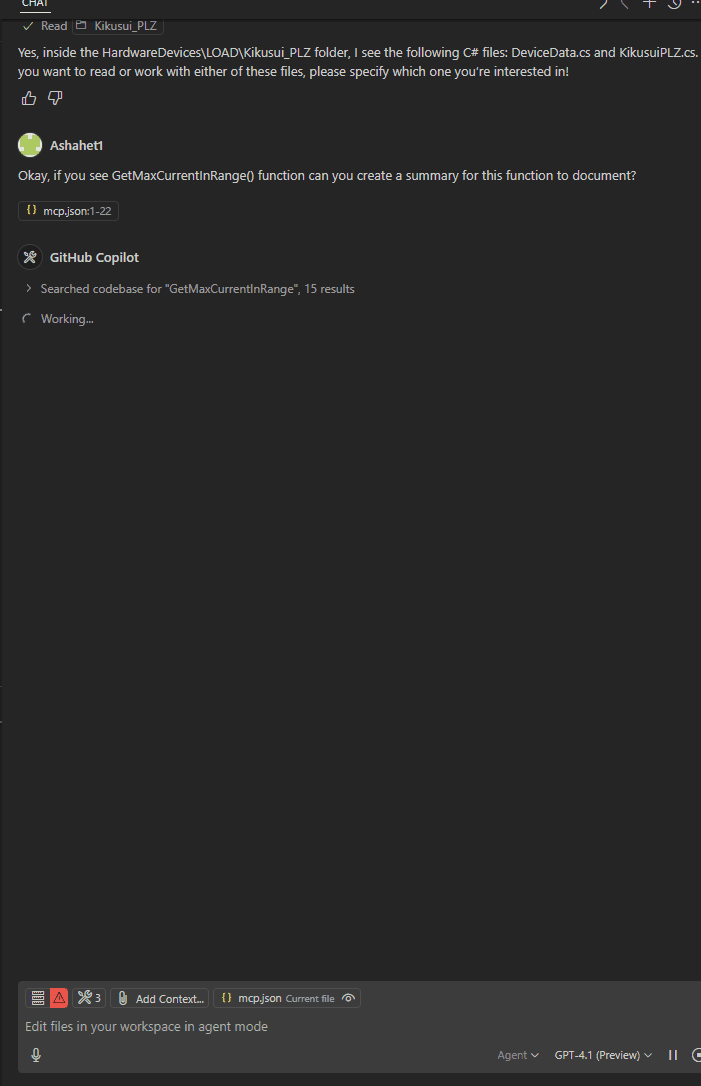 CHAT
Read Kikusui_PLZ
Yes, inside the HardwareDevices\LOAD\Kikusui_PLZ folder, I see the following C# files: DeviceData.cs and KikusuiPLZ.cs.
you want to read or work with either of these files, please specify which one you're interested in!
Ashahet1
Okay, if you see GetMaxCurrentInRange() function can you create a summary for this function to document?
{} mcp.json:1-22
GitHub Copilot
Searched codebase for "GetMaxCurrentInRange", 15 results
Working...
3 Add Context... {} mcp.json Current file
Edit files in your workspace in agent mode
Agent GPT-4.1 (Preview)